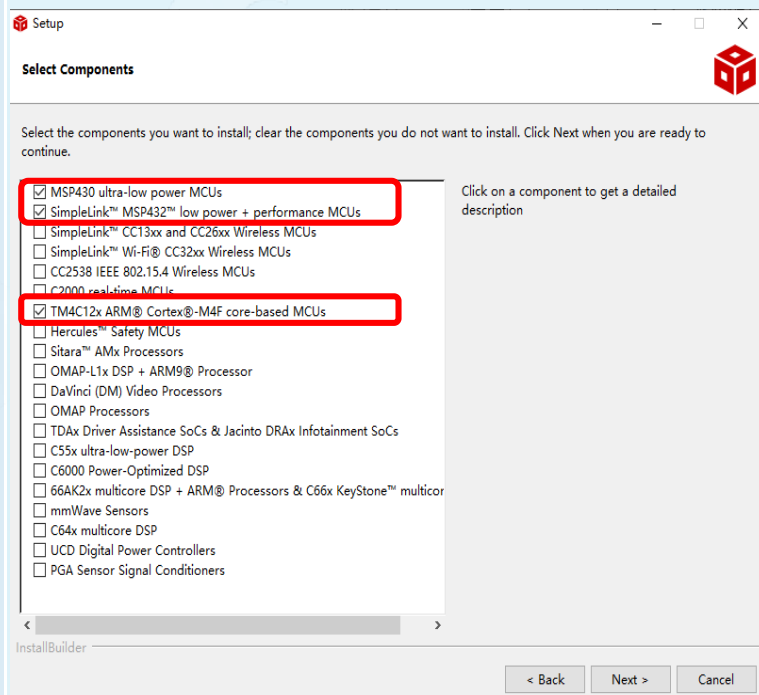 Setup
Select Components
Select the components you want to install; clear the components you do not want to install. Click Next when you are ready to
continue.
MSP430 ultra-low power MCUs
SimpleLink™ MSP432™ low power + performance MCUs
SimpleLink™ CC13xx and CC26xx Wireless MCUs
SimpleLink™ Wi-Fi® CC32xx Wireless MCUs
CC2538 IEEE 802.15.4 Wireless MCUs
C2000 real-time MCUs
TM4C12x ARM® Cortex®-M4F core-based MCUs
Hercules™ Safety MCUs
Sitara™ AMx Processors
OMAP-L1x DSP + ARM9® Processor
DaVinci (DM) Video Processors
OMAP Processors
TDAx Driver Assistance SoCs & Jacinto DRAx Infotainment SoCs
C55x ultra-low-power DSP
C6000 Power-Optimized DSP
66AK2x multicore DSP + ARM® Processors & C66x KeyStone™ multicor
mmWave Sensors
C64x multicore DSP
UCD Digital Power Controllers
PGA Sensor Signal Conditioners
Click on a component to get a detailed
description
InstallBuilder
< Back Next > Cancel